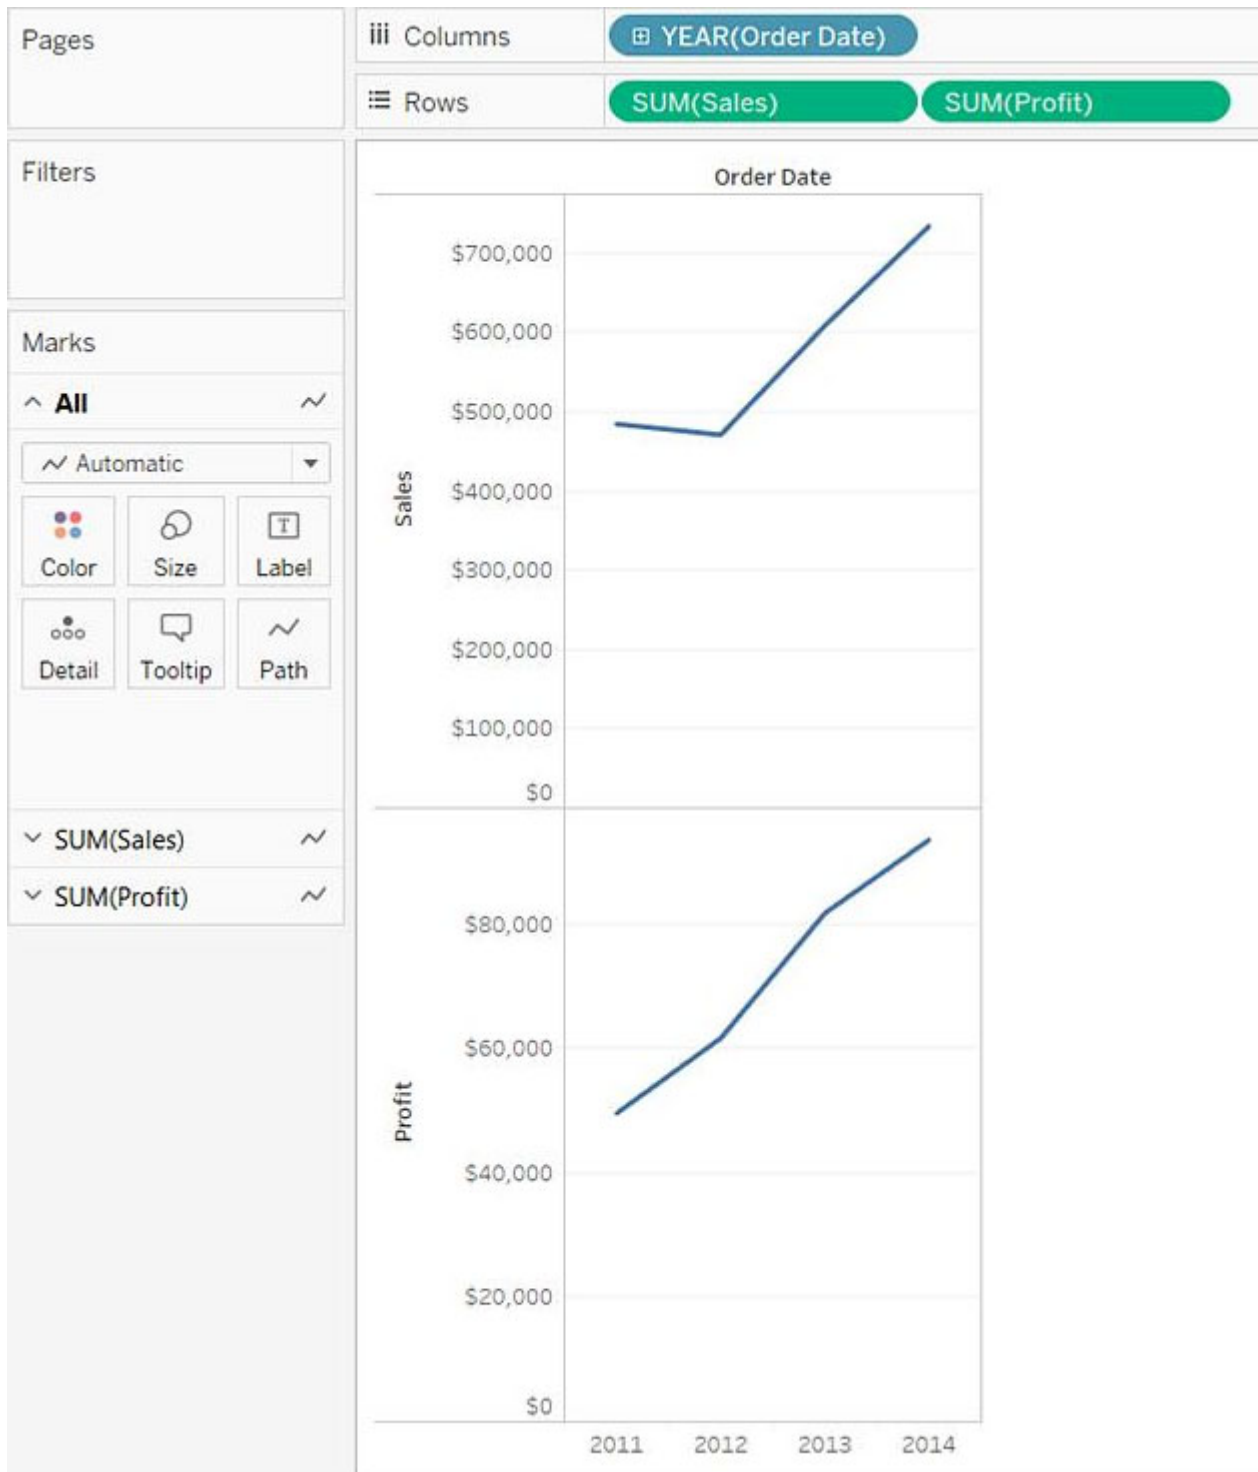 Pages
Columns
YEAR(Order Date)
Rows
SUM(Sales)
SUM(Profit)
Filters
Marks
All
Automatic
Color
Size
T
Label
Detail
Tooltip
Path
SUM(Sales)
SUM(Profit)
Order Date
Sales
$700,000
$600,000
$500,000
$400,000
$300,000
$200,000
$100,000
$0
Profit
$80,000
$60,000
$40,000
$20,000
$0
2011 2012 2013 2014